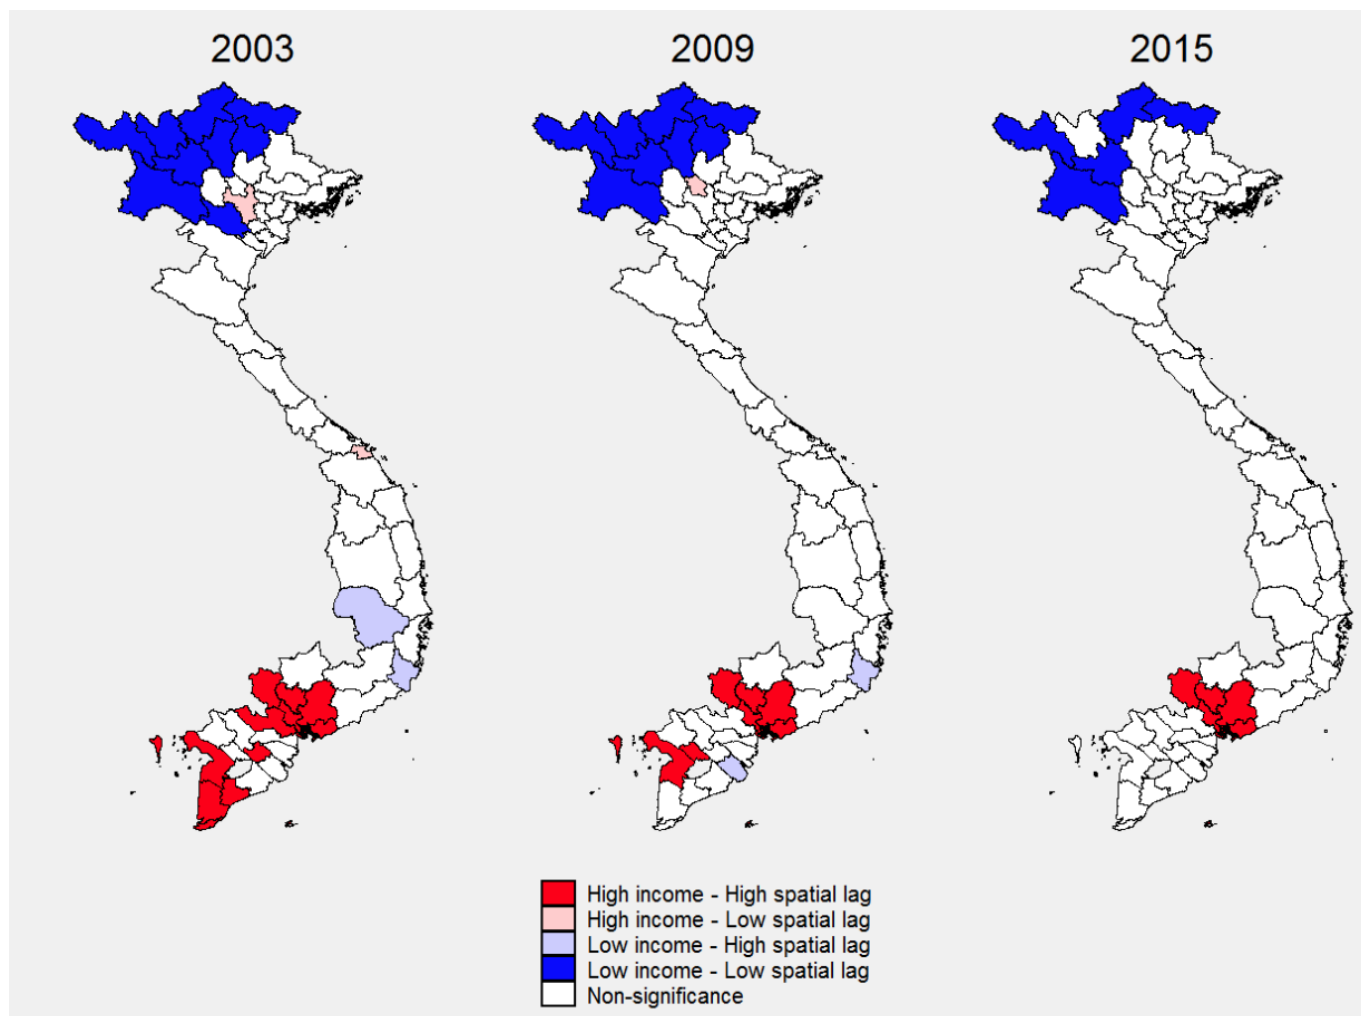 2003 2009 2015
High income - High spatial lag
High income - Low spatial lag
Low income - High spatial lag
Low income - Low spatial lag
Non-significance